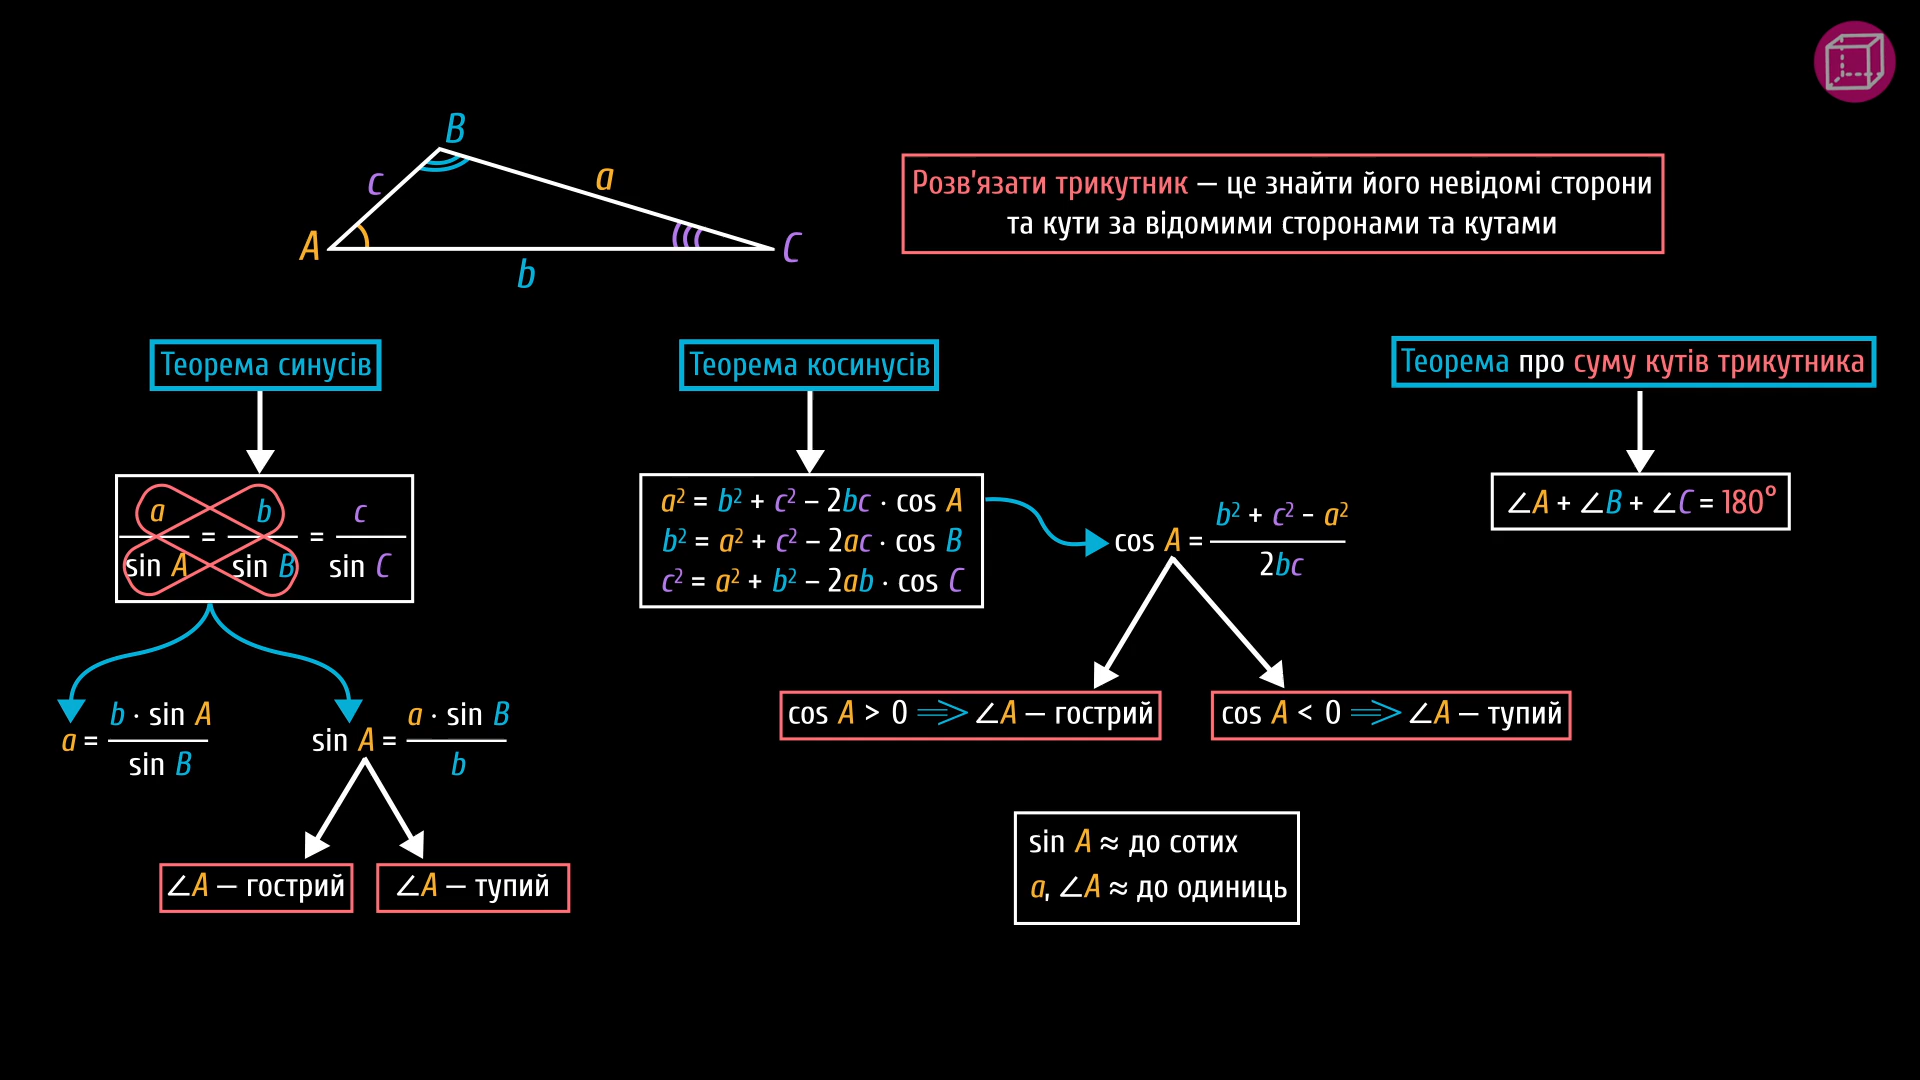 B
c
a
A
C
b
Розв'язати трикутник — це знайти його невідомі сторони
та кути за відомими сторонами та кутами
Теорема синусів
Теорема косинусів
Теорема про суму кутів трикутника
a/sin A = b/sin B = c/sin C
a² = b² + c² – 2bc · cos A
b² = a² + c² – 2ac · cos B
c² = a² + b² – 2ab · cos C
cos A = (b² + c² – a²)/2bc
∠A + ∠B + ∠C = 180°
a = b · sin A/sin B
sin A = a · sin B/b
cos A > 0 ⟹ ∠A — гострий
cos A < 0 ⟹ ∠A — тупий
∠A — гострий
∠A — тупий
sin A ≈ до сотих
a, ∠A ≈ до одиниць